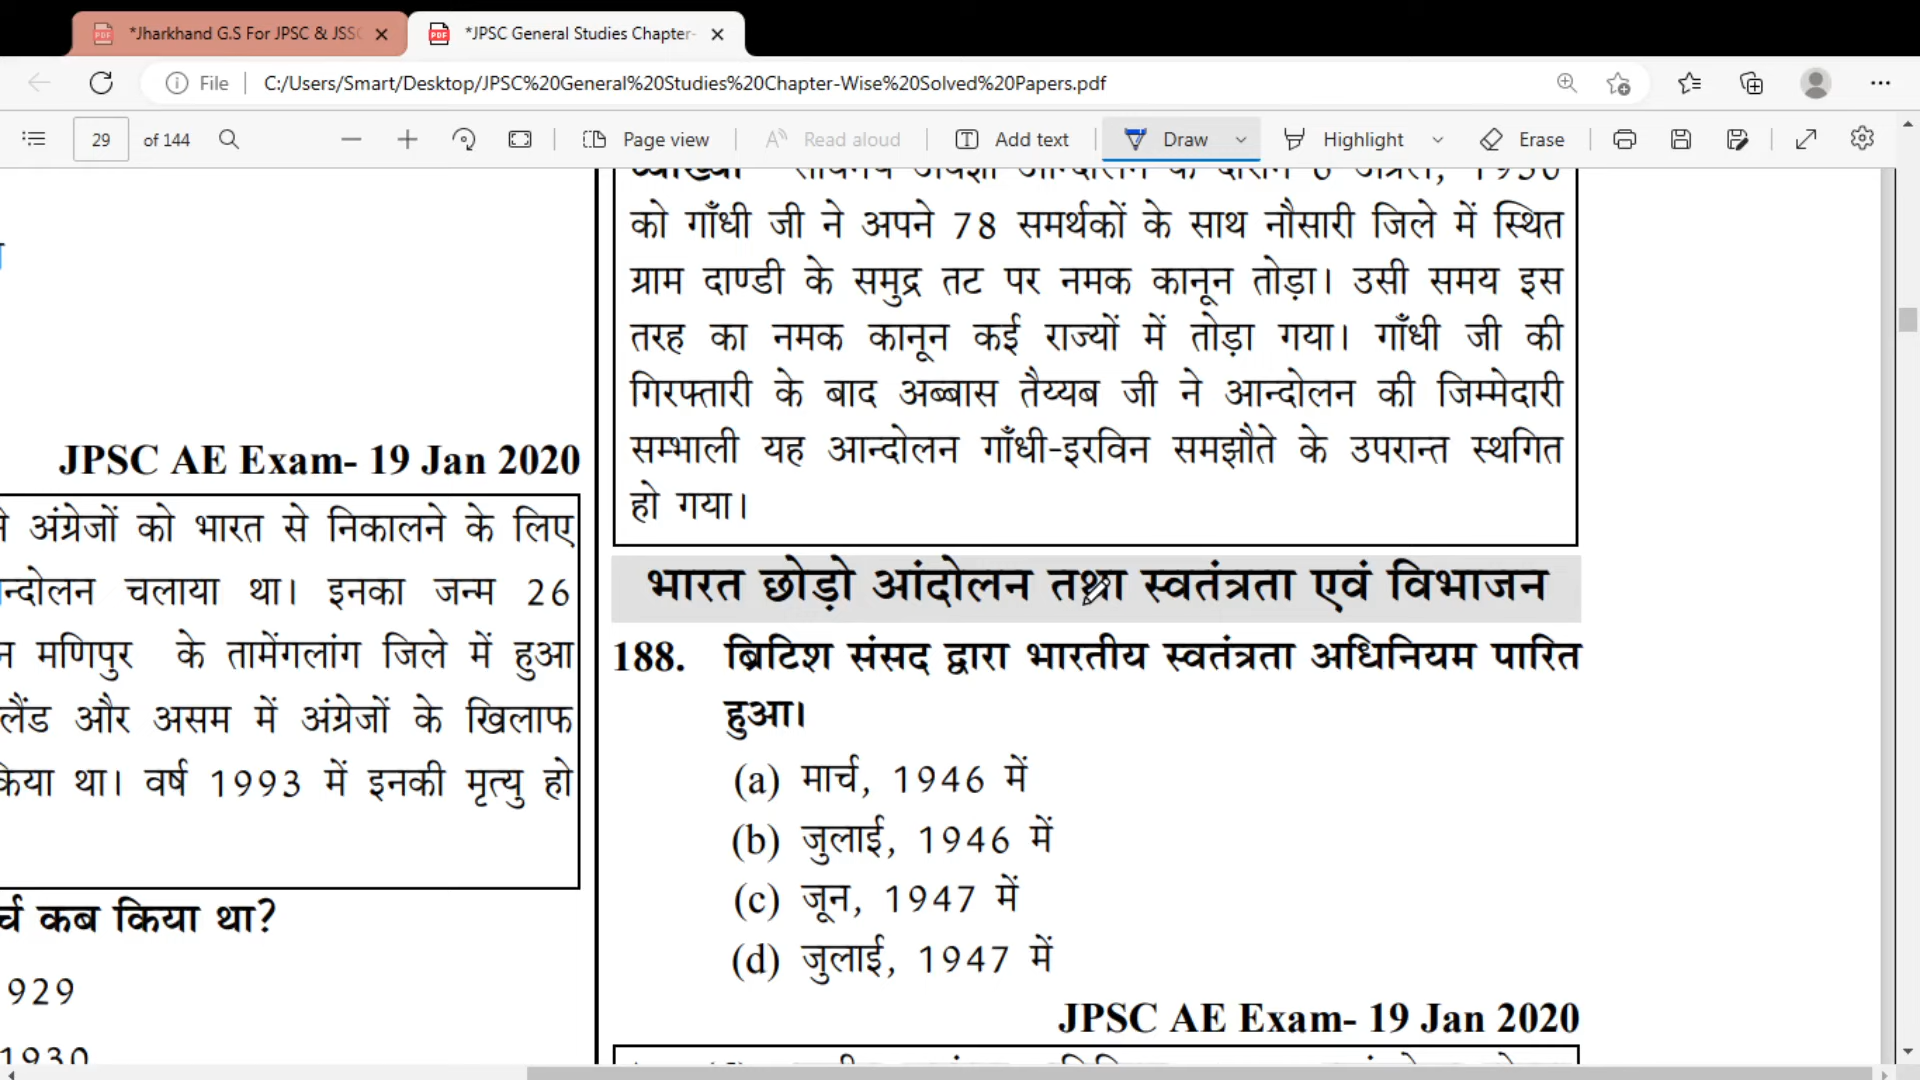 *Jharkhand G.S For JPSC & JSSC
*JPSC General Studies Chapter-
File
C:/Users/Smart/Desktop/JPSC%20General%20Studies%20Chapter-Wise%20Solved%20Papers.pdf
29 of 144
Page view
Read aloud
Add text
Draw
Highlight
Erase
JPSC AE Exam- 19 Jan 2020
अंग्रेजों को भारत से निकालने के लिए
न्दोलन चलाया था। इनका जन्म 26
मणिपुर के तामेंगलांग जिले में हुआ
लैंड और असम में अंग्रेजों के खिलाफ
किया था। वर्ष 1993 में इनकी मृत्यु हो
र्च कब किया था?
929
1930
को गाँधी जी ने अपने 78 समर्थकों के साथ नौसारी जिले में स्थित
ग्राम दाण्डी के समुद्र तट पर नमक कानून तोड़ा। उसी समय इस
तरह का नमक कानून कई राज्यों में तोड़ा गया। गाँधी जी की
गिरफ्तारी के बाद अब्बास तैय्यब जी ने आन्दोलन की जिम्मेदारी
सम्भाली यह आन्दोलन गाँधी-इरविन समझौते के उपरान्त स्थगित
हो गया।
भारत छोड़ो आंदोलन तथा स्वतंत्रता एवं विभाजन
188. ब्रिटिश संसद द्वारा भारतीय स्वतंत्रता अधिनियम पारित
हुआ।
(a) मार्च, 1946 में
(b) जुलाई, 1946 में
(c) जून, 1947 में
(d) जुलाई, 1947 में
JPSC AE Exam- 19 Jan 2020